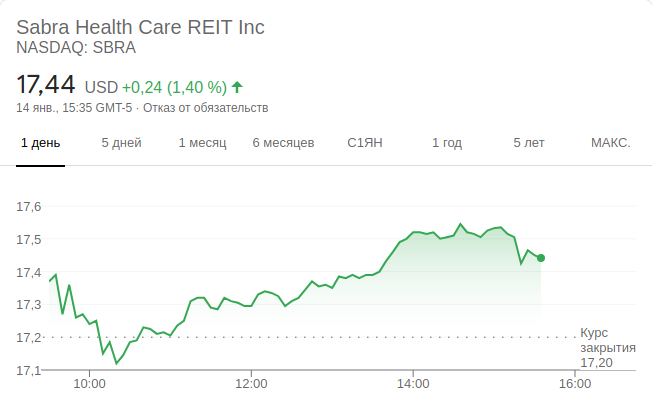 Sabra Health Care REIT Inc
NASDAQ: SBRA
17,44 USD +0,24 (1,40 %)
14 янв., 15:35 GMT-5 · Отказ от обязательств
1 день 5 дней 1 месяц 6 месяцев С1ЯН 1 год 5 лет МАКС.
17,6
17,5
17,4
17,3
17,2
17,1
Курс
закрытия
17,20
10:00 12:00 14:00 16:00